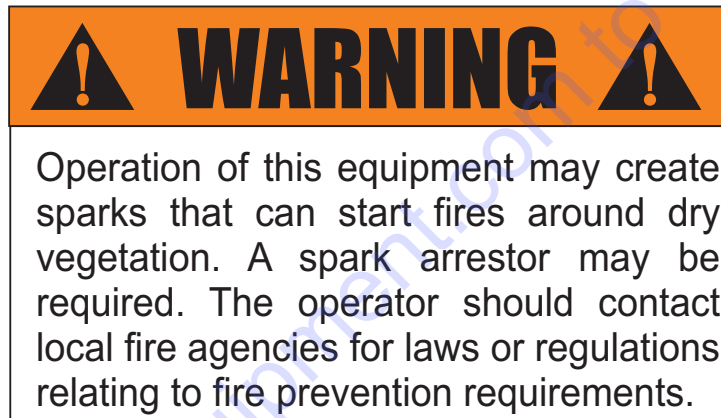 WARNING
Operation of this equipment may create
sparks that can start fires around dry
vegetation. A spark arrestor may be
required. The operator should contact
local fire agencies for laws or regulations
relating to fire prevention requirements.